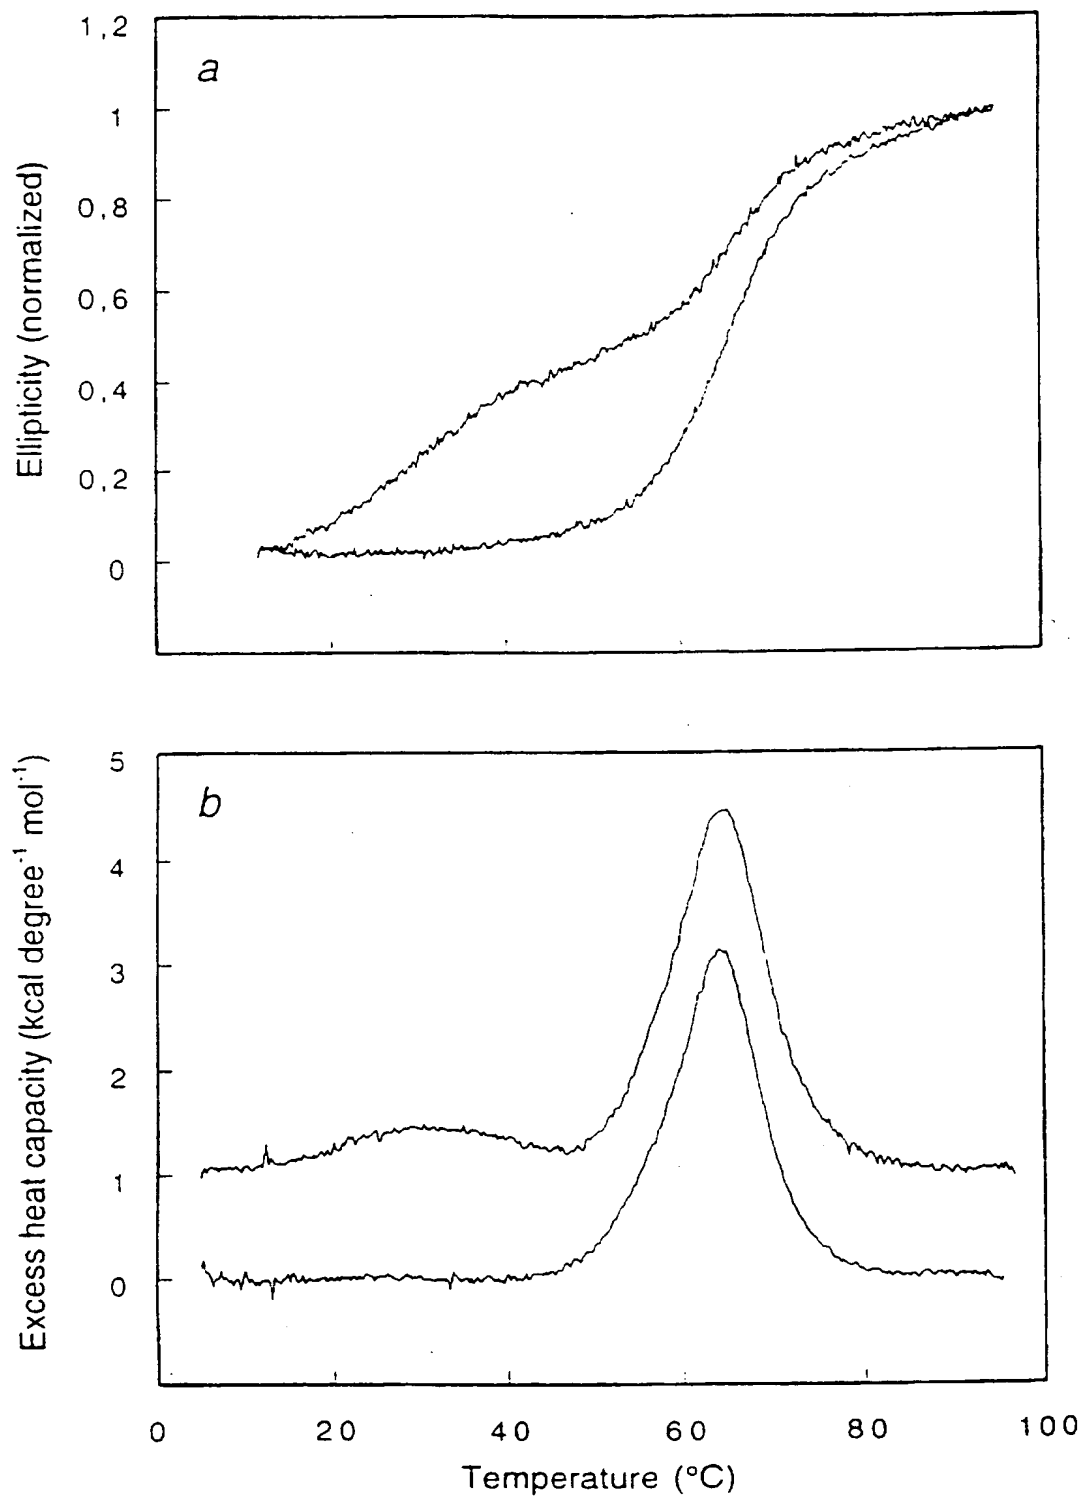 a
1,2
1
0,8
0,6
0,4
0,2
0
Ellipticity (normalized)
b
5
4
3
2
1
0
Excess heat capacity (kcal degree⁻¹ mol⁻¹)
0 20 40 60 80 100
Temperature (°C)